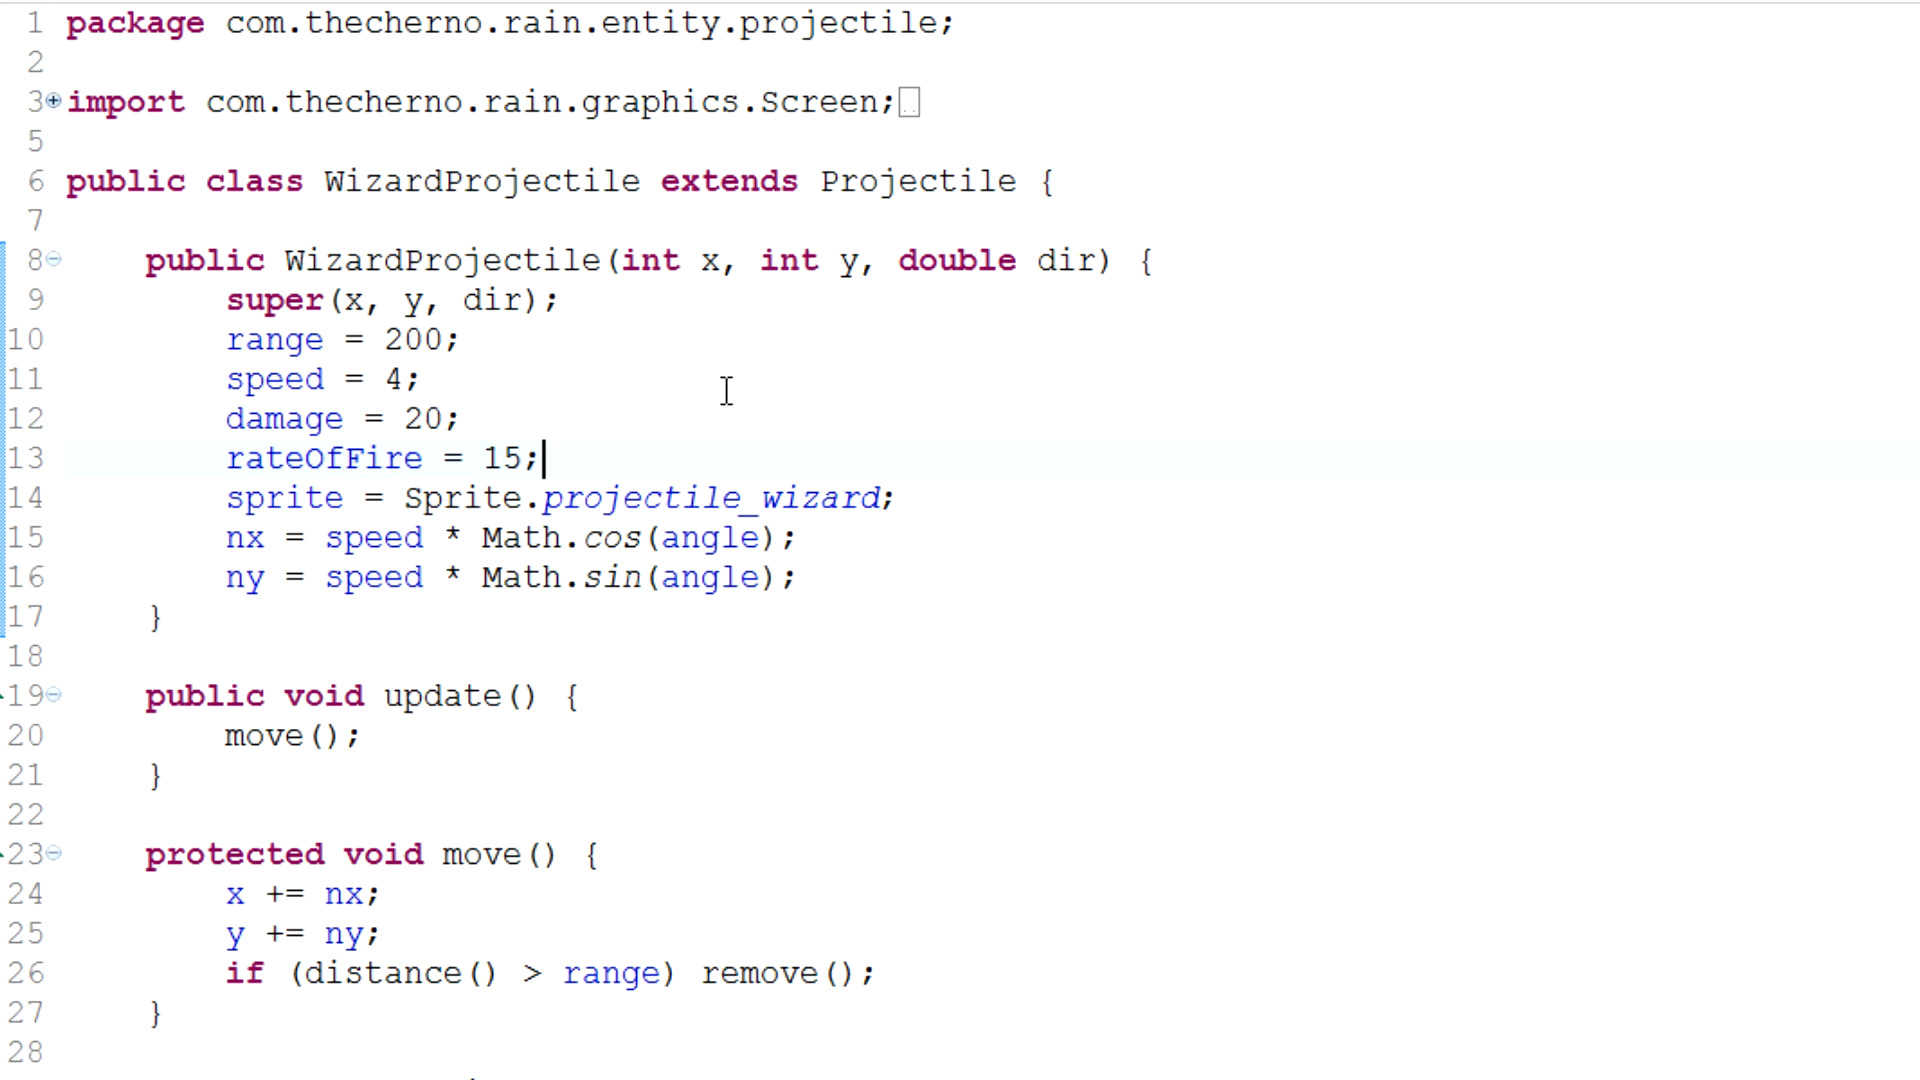 1 package com.thecherno.rain.entity.projectile;
2
3 import com.thecherno.rain.graphics.Screen;
5
6 public class WizardProjectile extends Projectile {
7
8 public WizardProjectile(int x, int y, double dir) {
9 super(x, y, dir);
10 range = 200;
11 speed = 4;
12 damage = 20;
13 rateOfFire = 15;
14 sprite = Sprite.projectile_wizard;
15 nx = speed * Math.cos(angle);
16 ny = speed * Math.sin(angle);
17 }
18
19 public void update() {
20 move();
21 }
22
23 protected void move() {
24 x += nx;
25 y += ny;
26 if (distance() > range) remove();
27 }
28